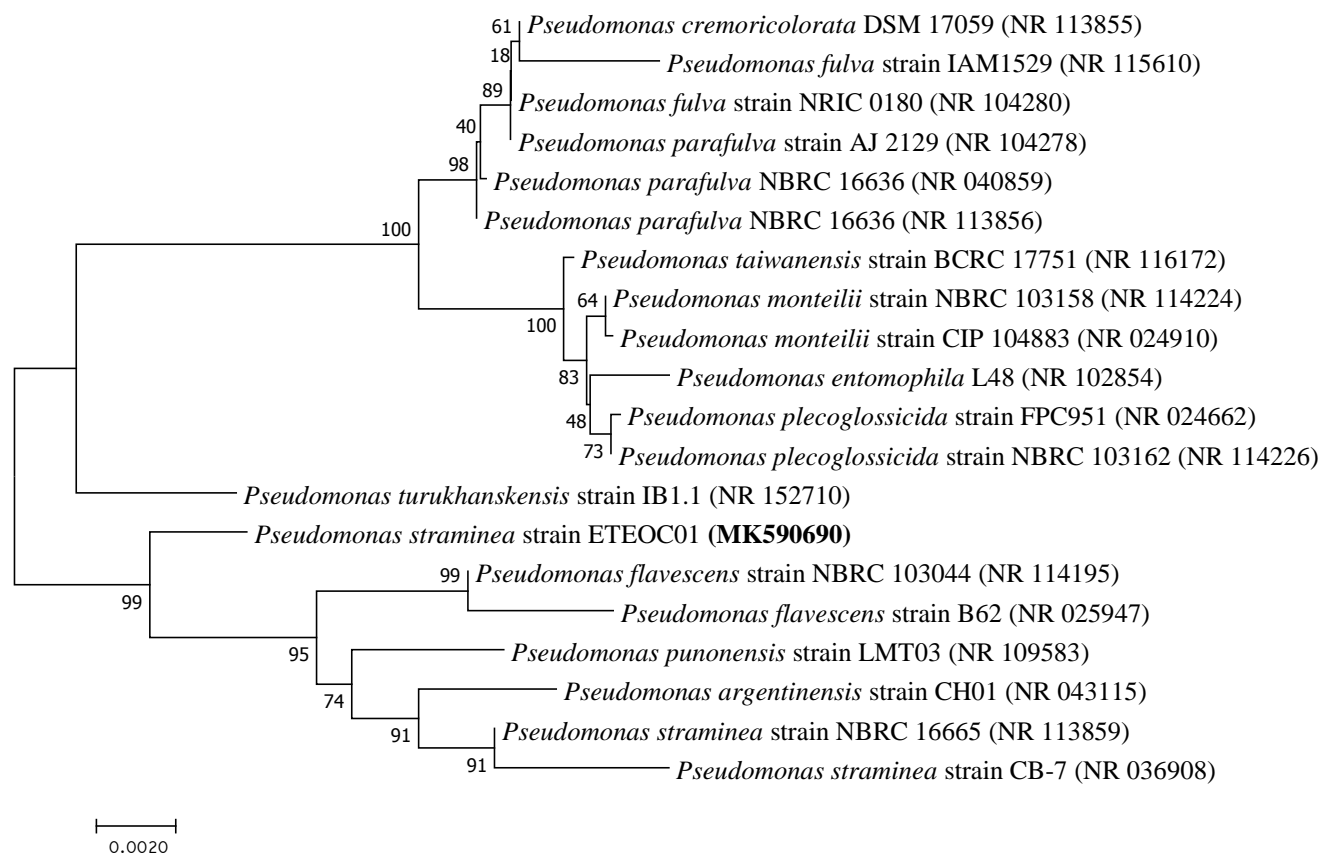 61
Pseudomonas cremoricolorata DSM 17059 (NR 113855)
18
Pseudomonas fulva strain IAM1529 (NR 115610)
89
Pseudomonas fulva strain NRIC 0180 (NR 104280)
40
Pseudomonas parafulva strain AJ 2129 (NR 104278)
98
Pseudomonas parafulva NBRC 16636 (NR 040859)
Pseudomonas parafulva NBRC 16636 (NR 113856)
100
Pseudomonas taiwanensis strain BCRC 17751 (NR 116172)
64
Pseudomonas monteilii strain NBRC 103158 (NR 114224)
100
Pseudomonas monteilii strain CIP 104883 (NR 024910)
83
Pseudomonas entomophila L48 (NR 102854)
48
Pseudomonas plecoglossicida strain FPC951 (NR 024662)
73
Pseudomonas plecoglossicida strain NBRC 103162 (NR 114226)
Pseudomonas turukhanskensis strain IB1.1 (NR 152710)
Pseudomonas straminea strain ETEOC01 (MK590690)
99
99
Pseudomonas flavescens strain NBRC 103044 (NR 114195)
Pseudomonas flavescens strain B62 (NR 025947)
95
Pseudomonas punonensis strain LMT03 (NR 109583)
74
Pseudomonas argentinensis strain CH01 (NR 043115)
91
Pseudomonas straminea strain NBRC 16665 (NR 113859)
91
Pseudomonas straminea strain CB-7 (NR 036908)
0.0020